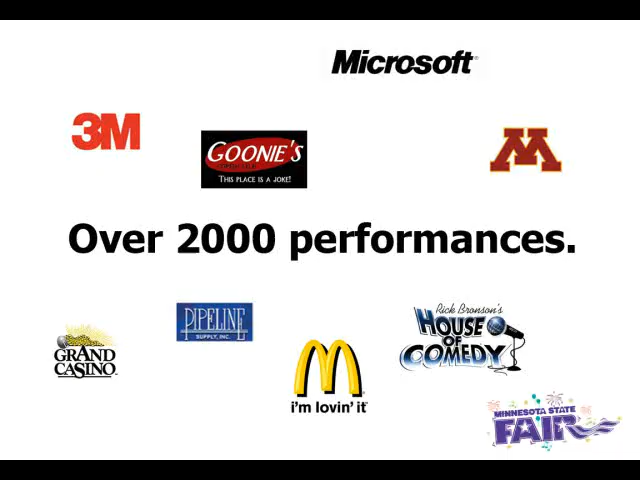 Microsoft
3M
GOONIE'S
THIS PLACE IS A JOKE!
M
Over 2000 performances.
PIPELINE
SUPPLY, INC.
Rick Bronson's
HOUSE
OF
COMEDY
GRAND
CASINO
M
i'm lovin' it
MINNESOTA STATE
FAIR